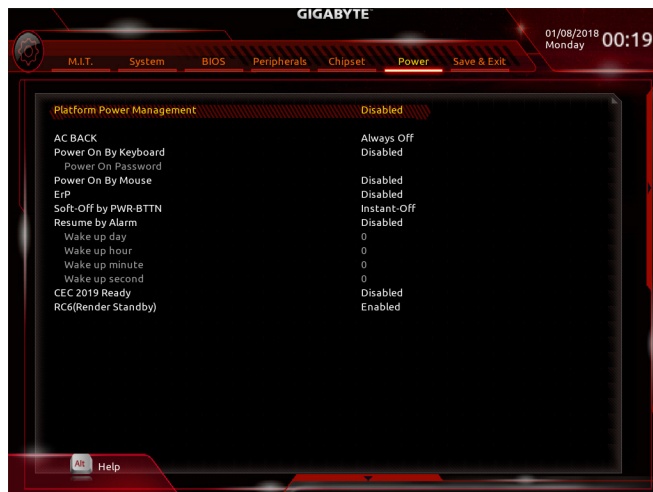 GIGABYTE™
01/08/2018
Monday
00:19
M.I.T. System BIOS Peripherals Chipset Power Save & Exit
Platform Power Management Disabled
AC BACK Always Off
Power On By Keyboard Disabled
Power On Password
Power On By Mouse Disabled
ErP Disabled
Soft-Off by PWR-BTTN Instant-Off
Resume by Alarm Disabled
Wake up day 0
Wake up hour 0
Wake up minute 0
Wake up second 0
CEC 2019 Ready Disabled
RC6(Render Standby) Enabled
Alt Help